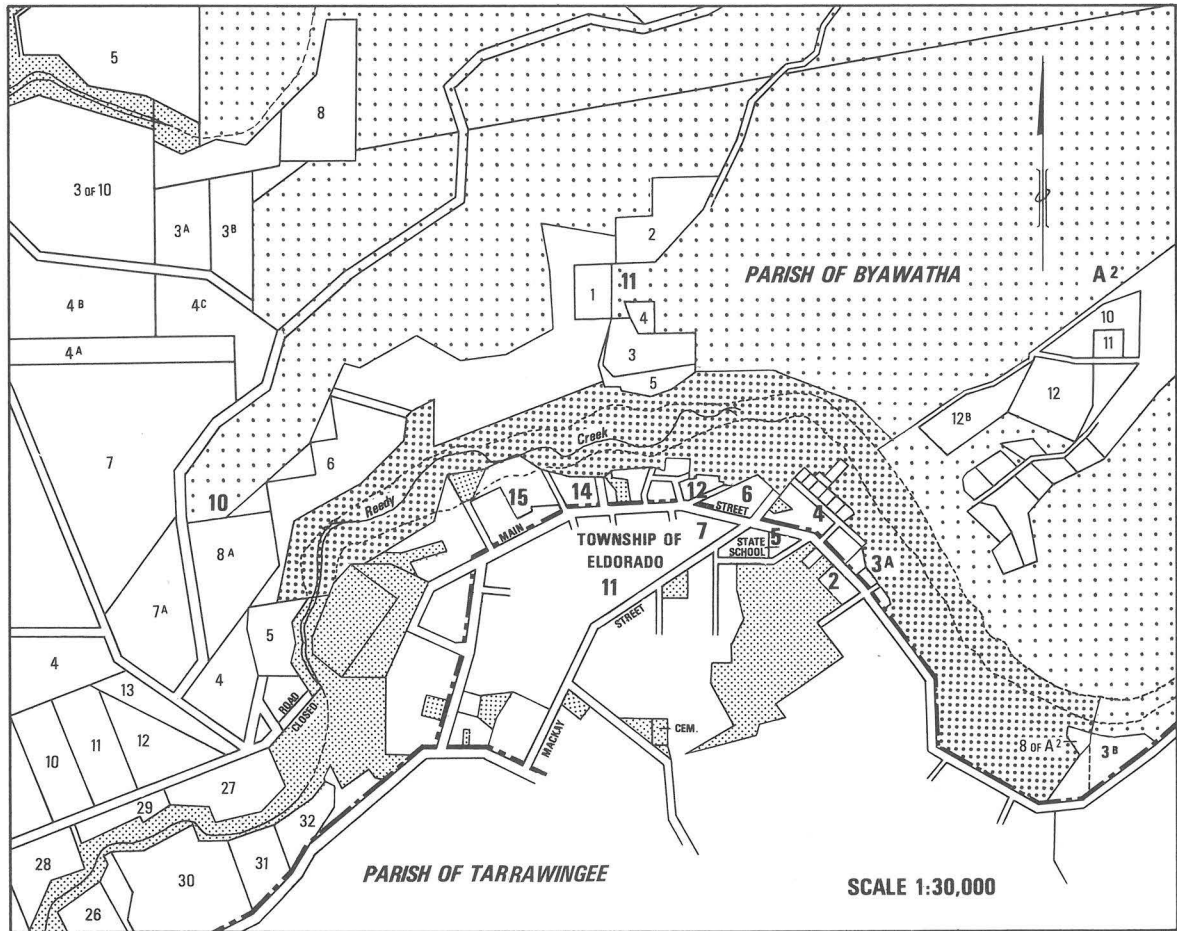 5
8
3 OF 10
3A
3B
2
PARISH OF BYAWATHA
A2
11
1
4B
4C
4
10
11
3
4A
5
12
12B
7
Creek
6
Reedy
10
15
14
12
6
STREET
4
MAIN
7
8A
TOWNSHIP OF
ELDORADO
STATE
SCHOOL
5
3A
2
11
7A
STREET
5
4
4
13
ROAD
CLOSED
CEM.
MACKAY
10
11
12
8 OF A2
3B
27
29
32
28
31
30
26
PARISH OF TARRAWINGEE
SCALE 1:30,000